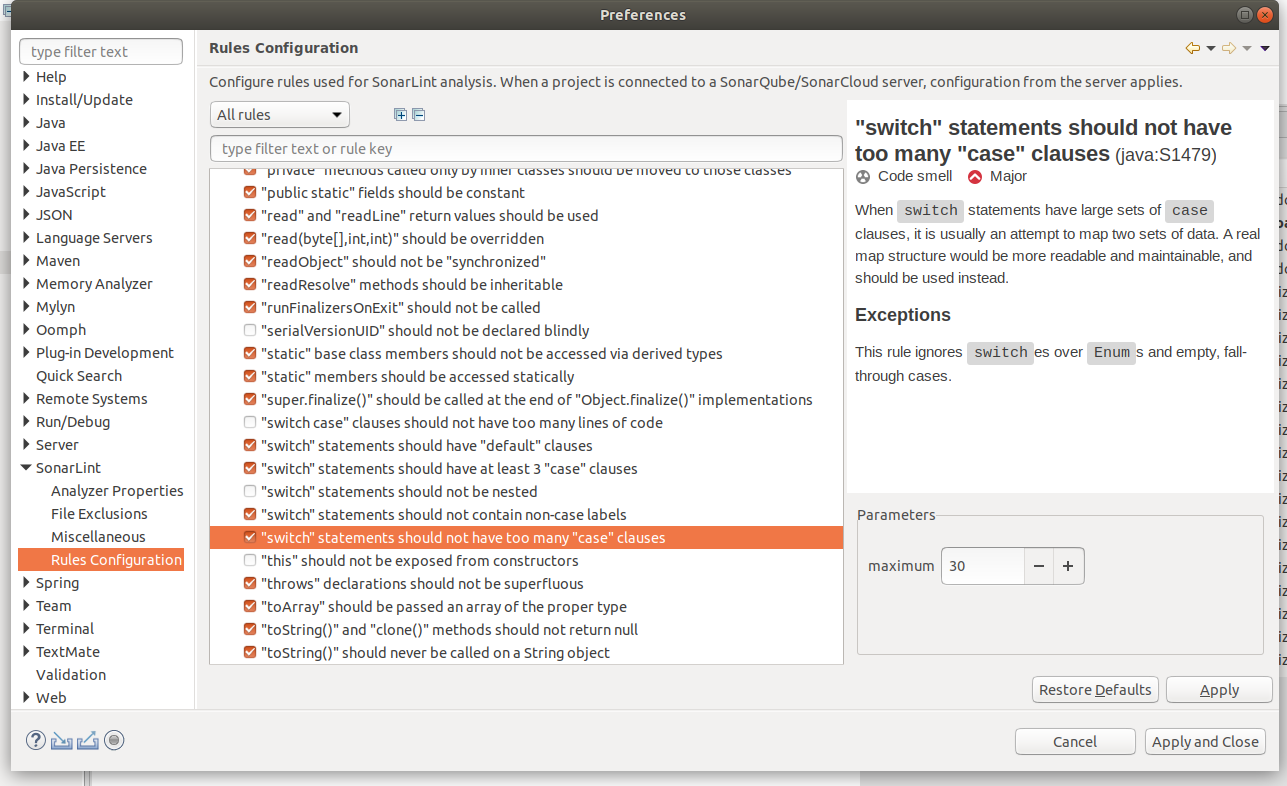 Preferences
type filter text
Help
Install/Update
Java
Java EE
Java Persistence
JavaScript
JSON
Language Servers
Maven
Memory Analyzer
Mylyn
Oomph
Plug-in Development
Quick Search
Remote Systems
Run/Debug
Server
SonarLint
Analyzer Properties
File Exclusions
Miscellaneous
Rules Configuration
Spring
Team
Terminal
TextMate
Validation
Web
Rules Configuration
Configure rules used for SonarLint analysis. When a project is connected to a SonarQube/SonarCloud server, configuration from the server applies.
All rules
type filter text or rule key
"private" methods called only by inner classes should be moved to those classes
"public static" fields should be constant
"read" and "readLine" return values should be used
"read(byte[],int,int)" should be overridden
"readObject" should not be "synchronized"
"readResolve" methods should be inheritable
"runFinalizersOnExit" should not be called
"serialVersionUID" should not be declared blindly
"static" base class members should not be accessed via derived types
"static" members should be accessed statically
"super.finalize()" should be called at the end of "Object.finalize()" implementations
"switch case" clauses should not have too many lines of code
"switch" statements should have "default" clauses
"switch" statements should have at least 3 "case" clauses
"switch" statements should not be nested
"switch" statements should not contain non-case labels
"switch" statements should not have too many "case" clauses
"this" should not be exposed from constructors
"throws" declarations should not be superfluous
"toArray" should be passed an array of the proper type
"toString()" and "clone()" methods should not return null
"toString()" should never be called on a String object
"switch" statements should not have
too many "case" clauses (java:S1479)
Code smell Major
When switch statements have large sets of case
clauses, it is usually an attempt to map two sets of data. A real
map structure would be more readable and maintainable, and
should be used instead.
Exceptions
This rule ignores switches over Enums and empty, fall-
through cases.
Parameters
maximum 30 − +
Restore Defaults Apply
Cancel Apply and Close